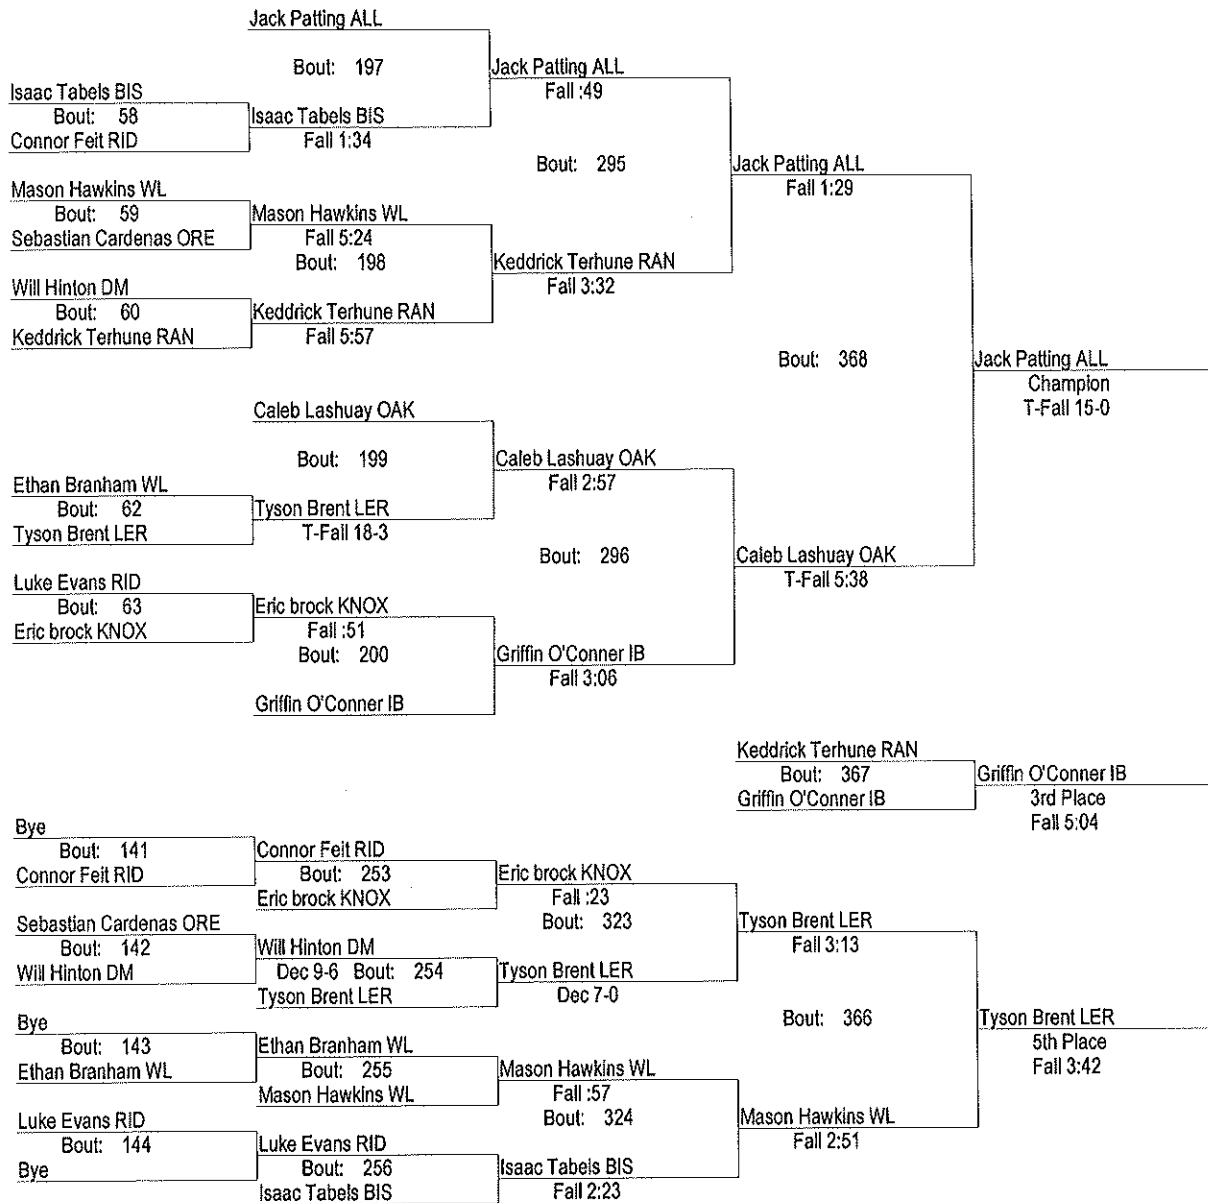 Jack Patting ALL
Bout: 197
Jack Patting ALL
Fall :49
Isaac Tabels BIS
Bout: 58
Connor Feit RID
Isaac Tabels BIS
Fall 1:34
Bout: 295
Jack Patting ALL
Fall 1:29
Mason Hawkins WL
Bout: 59
Sebastian Cardenas ORE
Mason Hawkins WL
Fall 5:24
Bout: 198
Keddrick Terhune RAN
Fall 3:32
Will Hinton DM
Bout: 60
Keddrick Terhune RAN
Keddrick Terhune RAN
Fall 5:57
Bout: 368
Jack Patting ALL
Champion
T-Fall 15-0
Caleb Lashuay OAK
Bout: 199
Caleb Lashuay OAK
Fall 2:57
Ethan Branham WL
Bout: 62
Tyson Brent LER
Tyson Brent LER
T-Fall 18-3
Bout: 296
Caleb Lashuay OAK
T-Fall 5:38
Luke Evans RID
Bout: 63
Eric brock KNOX
Eric brock KNOX
Fall :51
Bout: 200
Griffin O'Conner IB
Fall 3:06
Griffin O'Conner IB
Keddrick Terhune RAN
Bout: 367
Griffin O'Conner IB
Griffin O'Conner IB
3rd Place
Fall 5:04
Bye
Bout: 141
Connor Feit RID
Connor Feit RID
Bout: 253
Eric brock KNOX
Eric brock KNOX
Fall :23
Bout: 323
Tyson Brent LER
Fall 3:13
Sebastian Cardenas ORE
Bout: 142
Will Hinton DM
Will Hinton DM
Dec 9-6 Bout: 254
Tyson Brent LER
Tyson Brent LER
Dec 7-0
Bout: 366
Tyson Brent LER
5th Place
Fall 3:42
Bye
Bout: 143
Ethan Branham WL
Ethan Branham WL
Bout: 255
Mason Hawkins WL
Mason Hawkins WL
Fall :57
Bout: 324
Mason Hawkins WL
Fall 2:51
Luke Evans RID
Bout: 144
Bye
Luke Evans RID
Bout: 256
Isaac Tabels BIS
Isaac Tabels BIS
Fall 2:23